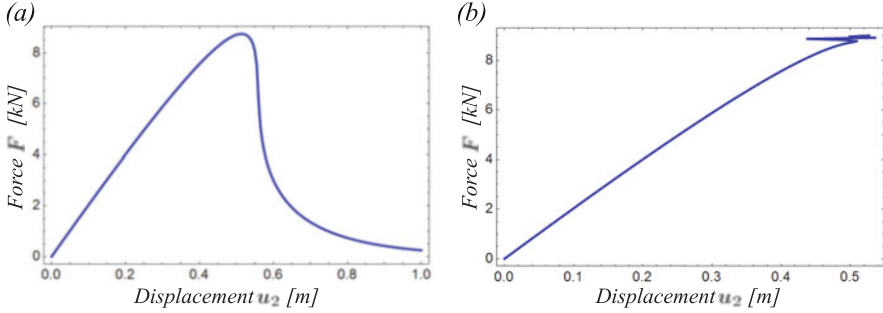 (a)
Force F [kN]
8
6
4
2
0
0.0 0.2 0.4 0.6 0.8 1.0
Displacement u₂ [m]
(b)
Force F [kN]
8
6
4
2
0
0.0 0.1 0.2 0.3 0.4 0.5
Displacement u₂ [m]